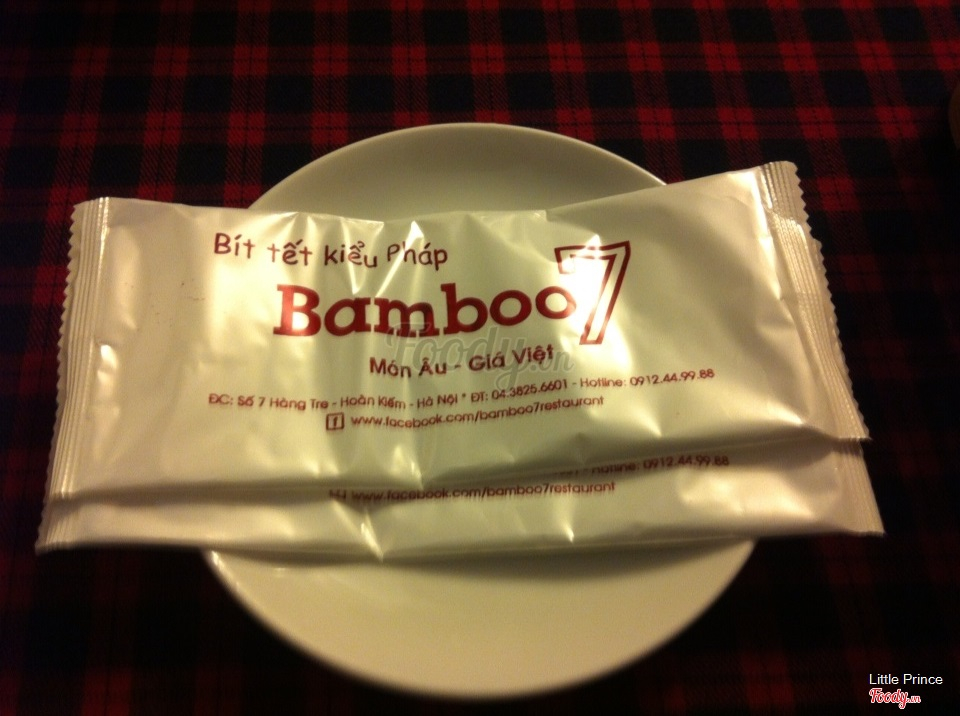 Bít tết kiểu Pháp
Bamboo7
Món Âu - Giá Việt
ĐC: Số 7 Hàng Tre - Hoàn Kiếm - Hà Nội * ĐT: 04.3825.6601 - Hotline: 0912.44.99.88
f www.facebook.com/bamboo7restaurant
Hotline: 0912.44.99.88
www.facebook.com/bamboo7restaurant
Foody.vn
Little Prince
Foody.vn